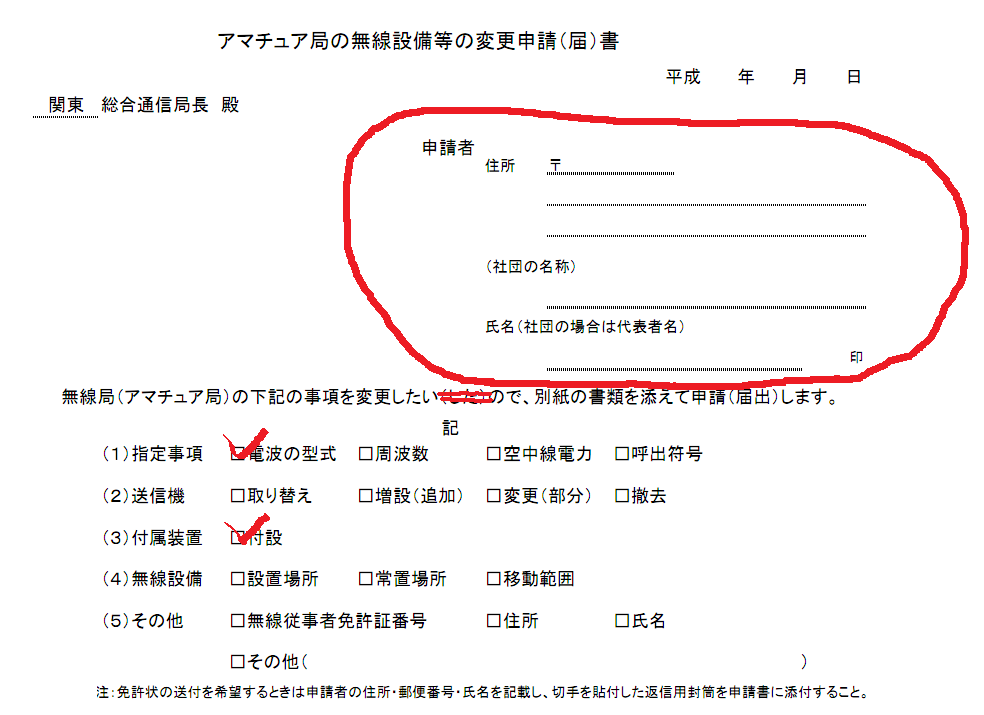 アマチュア局の無線設備等の変更申請(届)書
平成　　年　　月　　日
関東　総合通信局長　殿
申請者
住所　〒
(社団の名称)
氏名(社団の場合は代表者名)
印
無線局(アマチュア局)の下記の事項を変更したい(した)ので、別紙の書類を添えて申請(届出)します。
記
(1)指定事項　□電波の型式　□周波数　□空中線電力　□呼出符号
(2)送信機　□取り替え　□増設(追加)　□変更(部分)　□撤去
(3)付属装置　□付設
(4)無線設備　□設置場所　□常置場所　□移動範囲
(5)その他　□無線従事者免許証番号　□住所　□氏名
□その他(　　)
注:免許状の送付を希望するときは申請者の住所・郵便番号・氏名を記載し、切手を貼付した返信用封筒を申請書に添付すること。